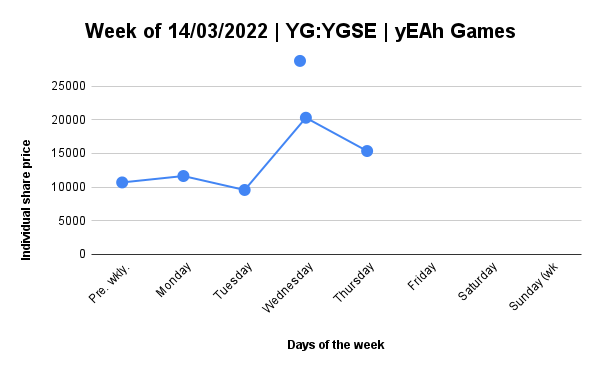 Week of 14/03/2022 | YG:YGSE | yEAh Games
25000
20000
15000
10000
5000
0
Individual share price
Pre. wkly.
Monday
Tuesday
Wednesday
Thursday
Friday
Saturday
Sunday (wk
Days of the week